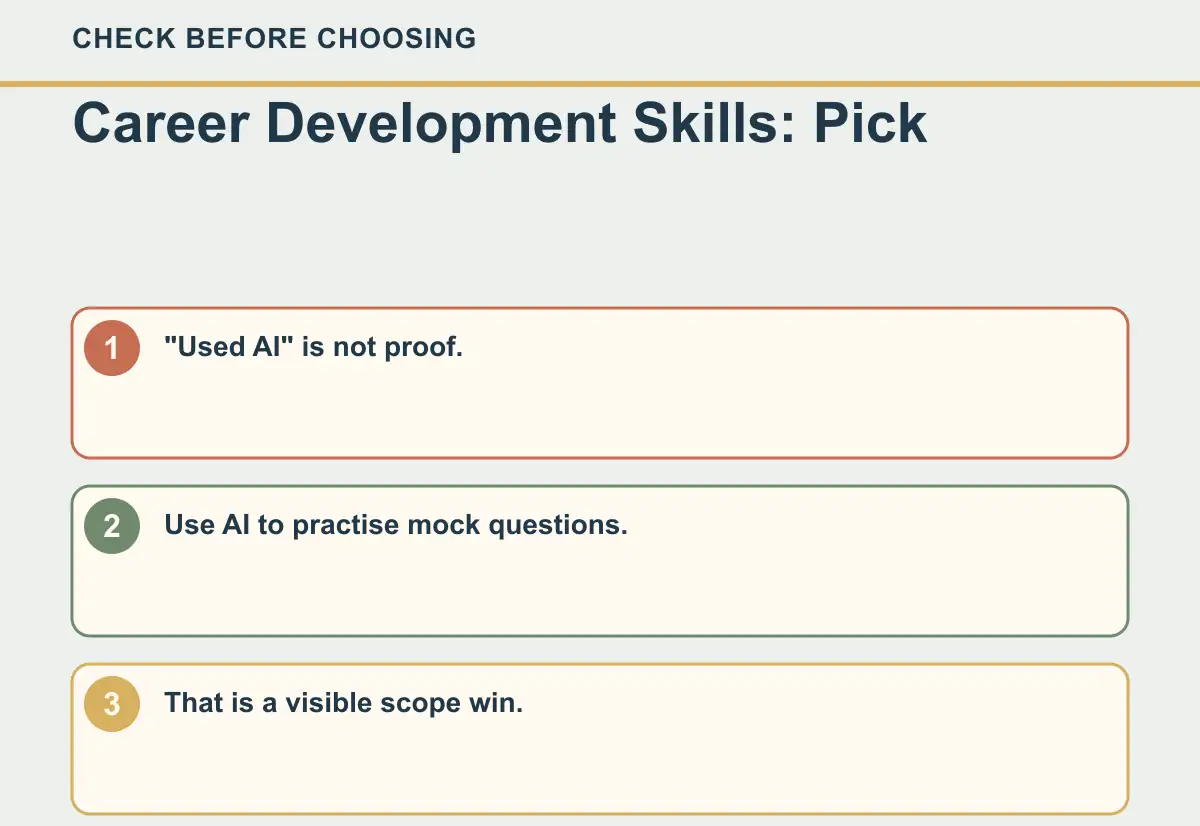 CHECK BEFORE CHOOSING
Career Development Skills: Pick
1
"Used AI" is not proof.
2
Use AI to practise mock questions.
3
That is a visible scope win.